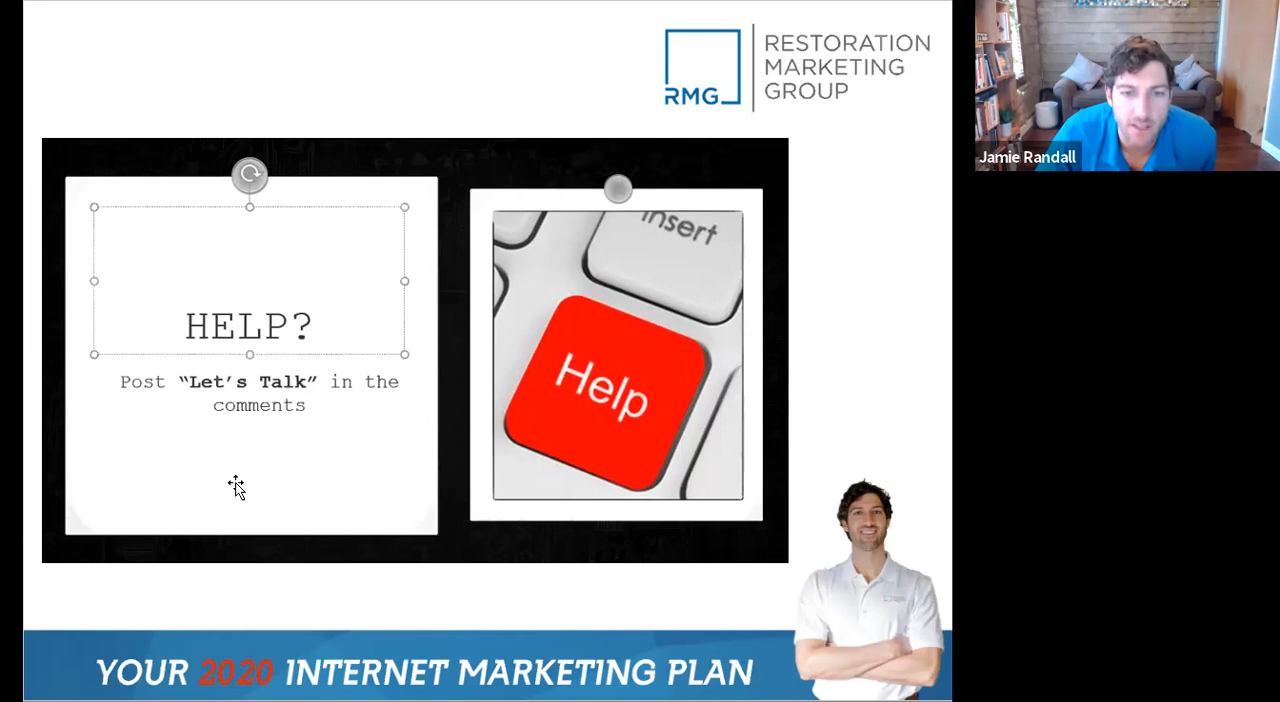 RMG
RESTORATION
MARKETING
GROUP
Jamie Randall
HELP?
Post “Let’s Talk” in the
comments
insert
Help
YOUR 2020 INTERNET MARKETING PLAN